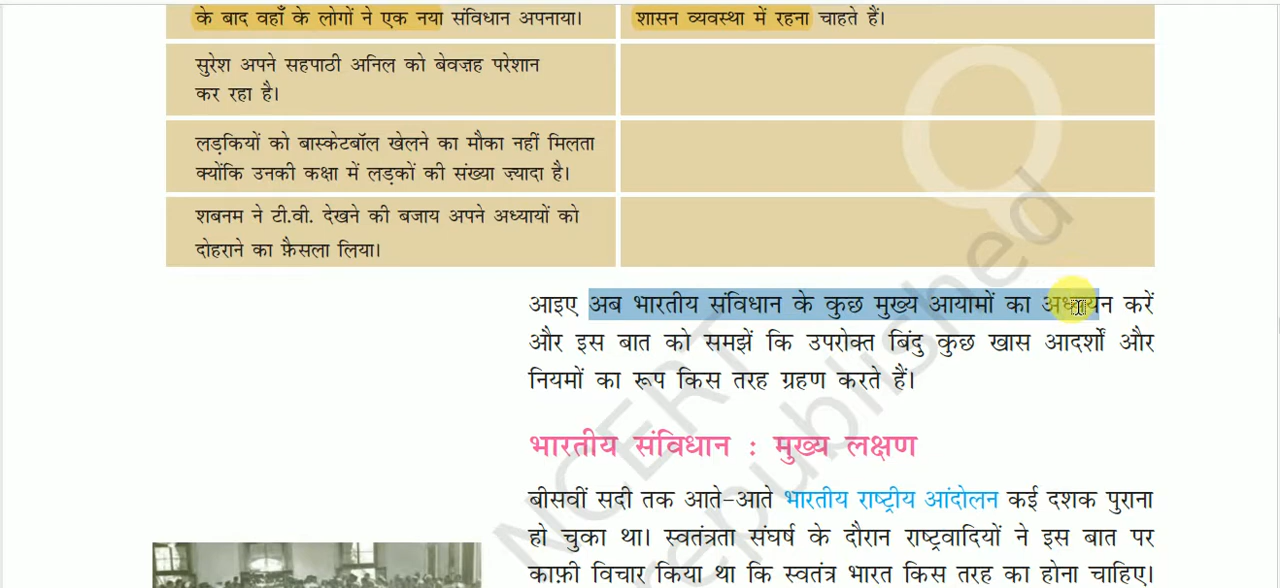 के बाद वहाँ के लोगों ने एक नया संविधान अपनाया।
शासन व्यवस्था में रहना चाहते हैं।
सुरेश अपने सहपाठी अनिल को बेवज़ह परेशान
कर रहा है।
लड़कियों को बास्केटबॉल खेलने का मौका नहीं मिलता
क्योंकि उनकी कक्षा में लड़कों की संख्या ज़्यादा है।
शबनम ने टी.वी. देखने की बजाय अपने अध्यायों को
दोहराने का फ़ैसला लिया।
आइए अब भारतीय संविधान के कुछ मुख्य आयामों का अध्ययन करें
और इस बात को समझें कि उपरोक्त बिंदु कुछ खास आदर्शों और
नियमों का रूप किस तरह ग्रहण करते हैं।
भारतीय संविधान : मुख्य लक्षण
बीसवीं सदी तक आते-आते भारतीय राष्ट्रीय आंदोलन कई दशक पुराना
हो चुका था। स्वतंत्रता संघर्ष के दौरान राष्ट्रवादियों ने इस बात पर
काफ़ी विचार किया था कि स्वतंत्र भारत किस तरह का होना चाहिए।
NCERT
republished